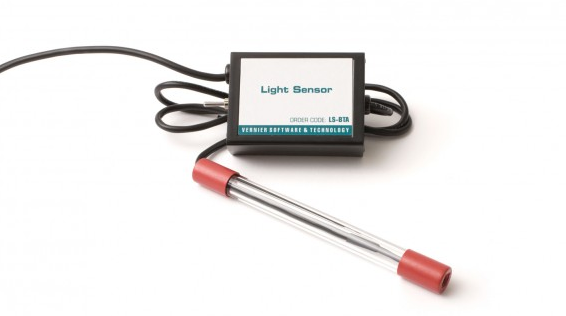 Light Sensor
ORDER CODE: LS-BTA
VERNIER SOFTWARE & TECHNOLOGY